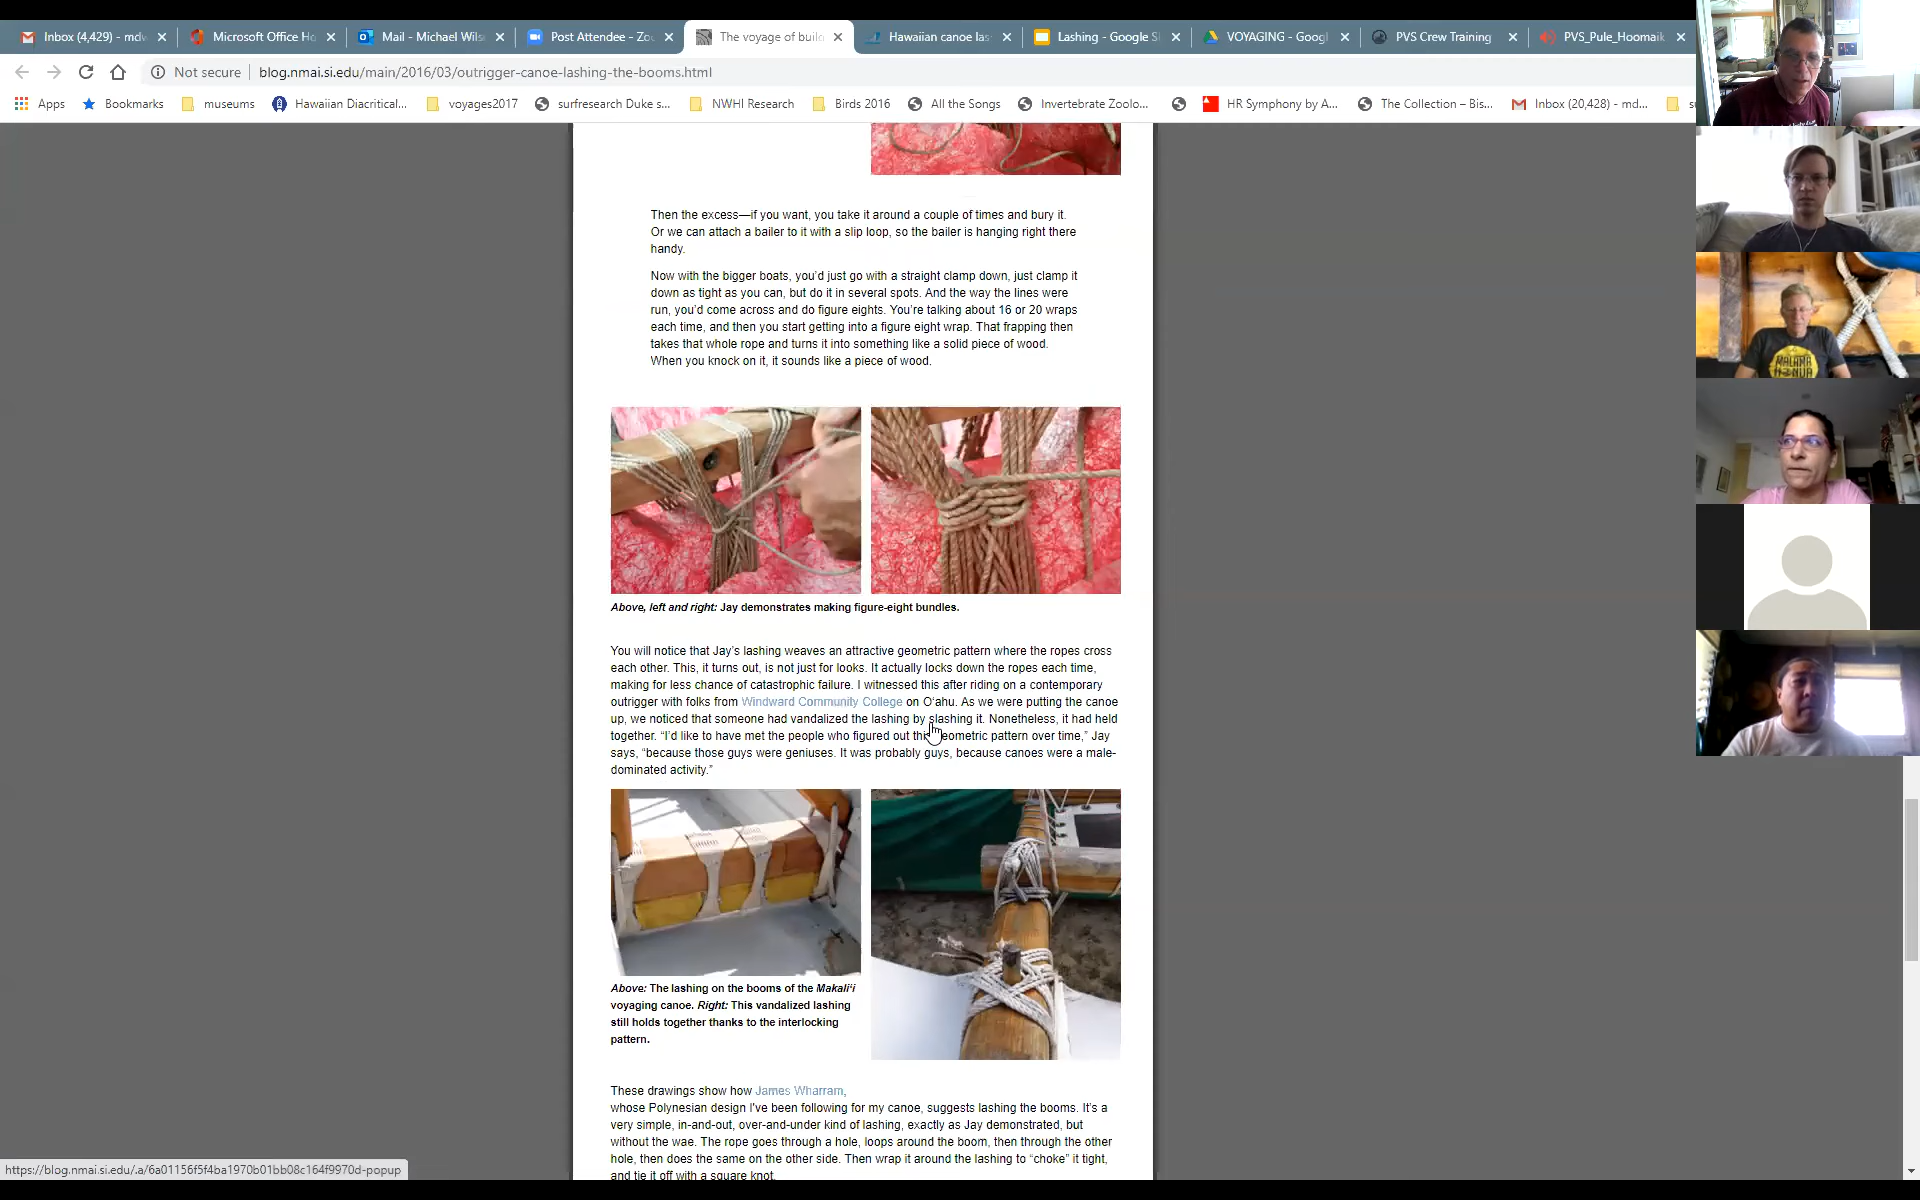 Inbox (4,429) - mdw
Microsoft Office Ho
Mail - Michael Wils
Post Attendee - Zo
The voyage of build
Hawaiian canoe las
Lashing - Google Sl
VOYAGING - Googl
PVS Crew Training
PVS_Pule_Hoomaik
Not secure
blog.nmai.si.edu/main/2016/03/outrigger-canoe-lashing-the-booms.html
Apps
Bookmarks
museums
Hawaiian Diacritical...
voyages2017
surfresearch Duke s...
NWHI Research
Birds 2016
All the Songs
Invertebrate Zoolo...
HR Symphony by A...
The Collection – Bis...
Inbox (20,428) - md...
Then the excess—if you want, you take it around a couple of times and bury it.
Or we can attach a bailer to it with a slip loop, so the bailer is hanging right there
handy.
Now with the bigger boats, you'd just go with a straight clamp down, just clamp it
down as tight as you can, but do it in several spots. And the way the lines were
run, you'd come across and do figure eights. You're talking about 16 or 20 wraps
each time, and then you start getting into a figure eight wrap. That frapping then
takes that whole rope and turns it into something like a solid piece of wood.
When you knock on it, it sounds like a piece of wood.
Above, left and right: Jay demonstrates making figure-eight bundles.
You will notice that Jay's lashing weaves an attractive geometric pattern where the ropes cross
each other. This, it turns out, is not just for looks. It actually locks down the ropes each time,
making for less chance of catastrophic failure. I witnessed this after riding on a contemporary
outrigger with folks from Windward Community College on O'ahu. As we were putting the canoe
up, we noticed that someone had vandalized the lashing by slashing it. Nonetheless, it had held
together. "I'd like to have met the people who figured out this geometric pattern over time," Jay
says, "because those guys were geniuses. It was probably guys, because canoes were a male-
dominated activity."
Above: The lashing on the booms of the Makali'i
voyaging canoe. Right: This vandalized lashing
still holds together thanks to the interlocking
pattern.
These drawings show how James Wharram,
whose Polynesian design I've been following for my canoe, suggests lashing the booms. It's a
very simple, in-and-out, over-and-under kind of lashing, exactly as Jay demonstrated, but
without the wae. The rope goes through a hole, loops around the boom, then through the other
hole, then does the same on the other side. Then wrap it around the lashing to "choke" it tight,
and tie it off with a square knot.
https://blog.nmai.si.edu/.a/6a01156f5f4ba1970b01bb08c164f9970d-popup
MALAMA
HONUA